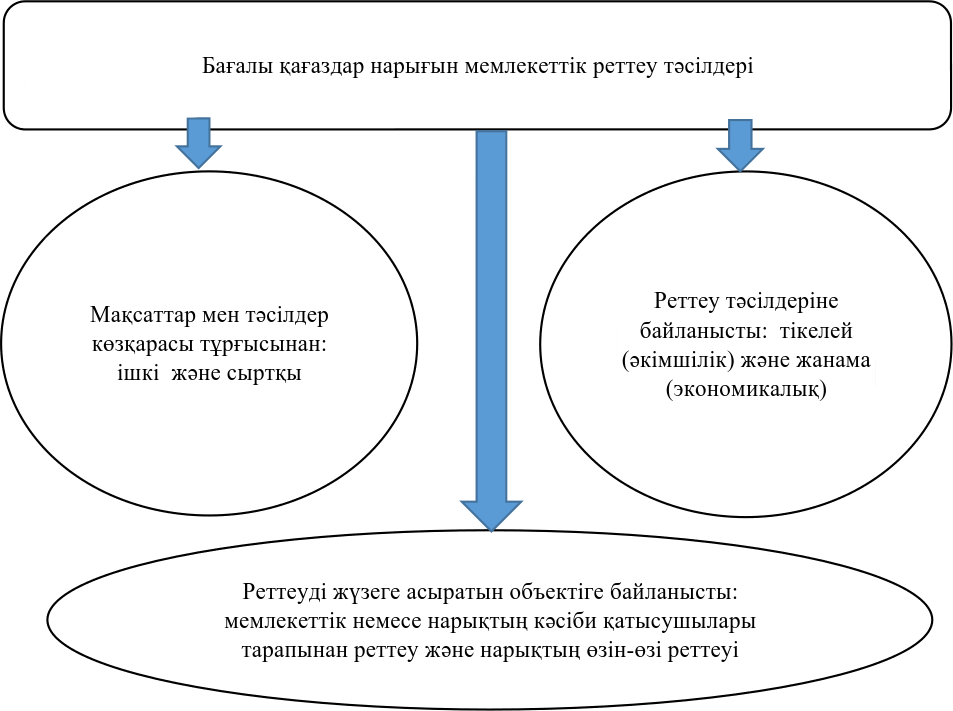 Бағалы қағаздар нарығын мемлекеттік реттеу тәсілдері
Мақсаттар мен тәсілдер
көзқарасы тұрғысынан:
ішкі және сыртқы
Реттеу тәсілдеріне
байланысты: тікелей
(әкімшілік) және жанама
(экономикалық)
Реттеуді жүзеге асыратын объектіге байланысты:
мемлекеттік немесе нарықтың кәсіби қатысушылары
тарапынан реттеу және нарықтың өзін-өзі реттеуі